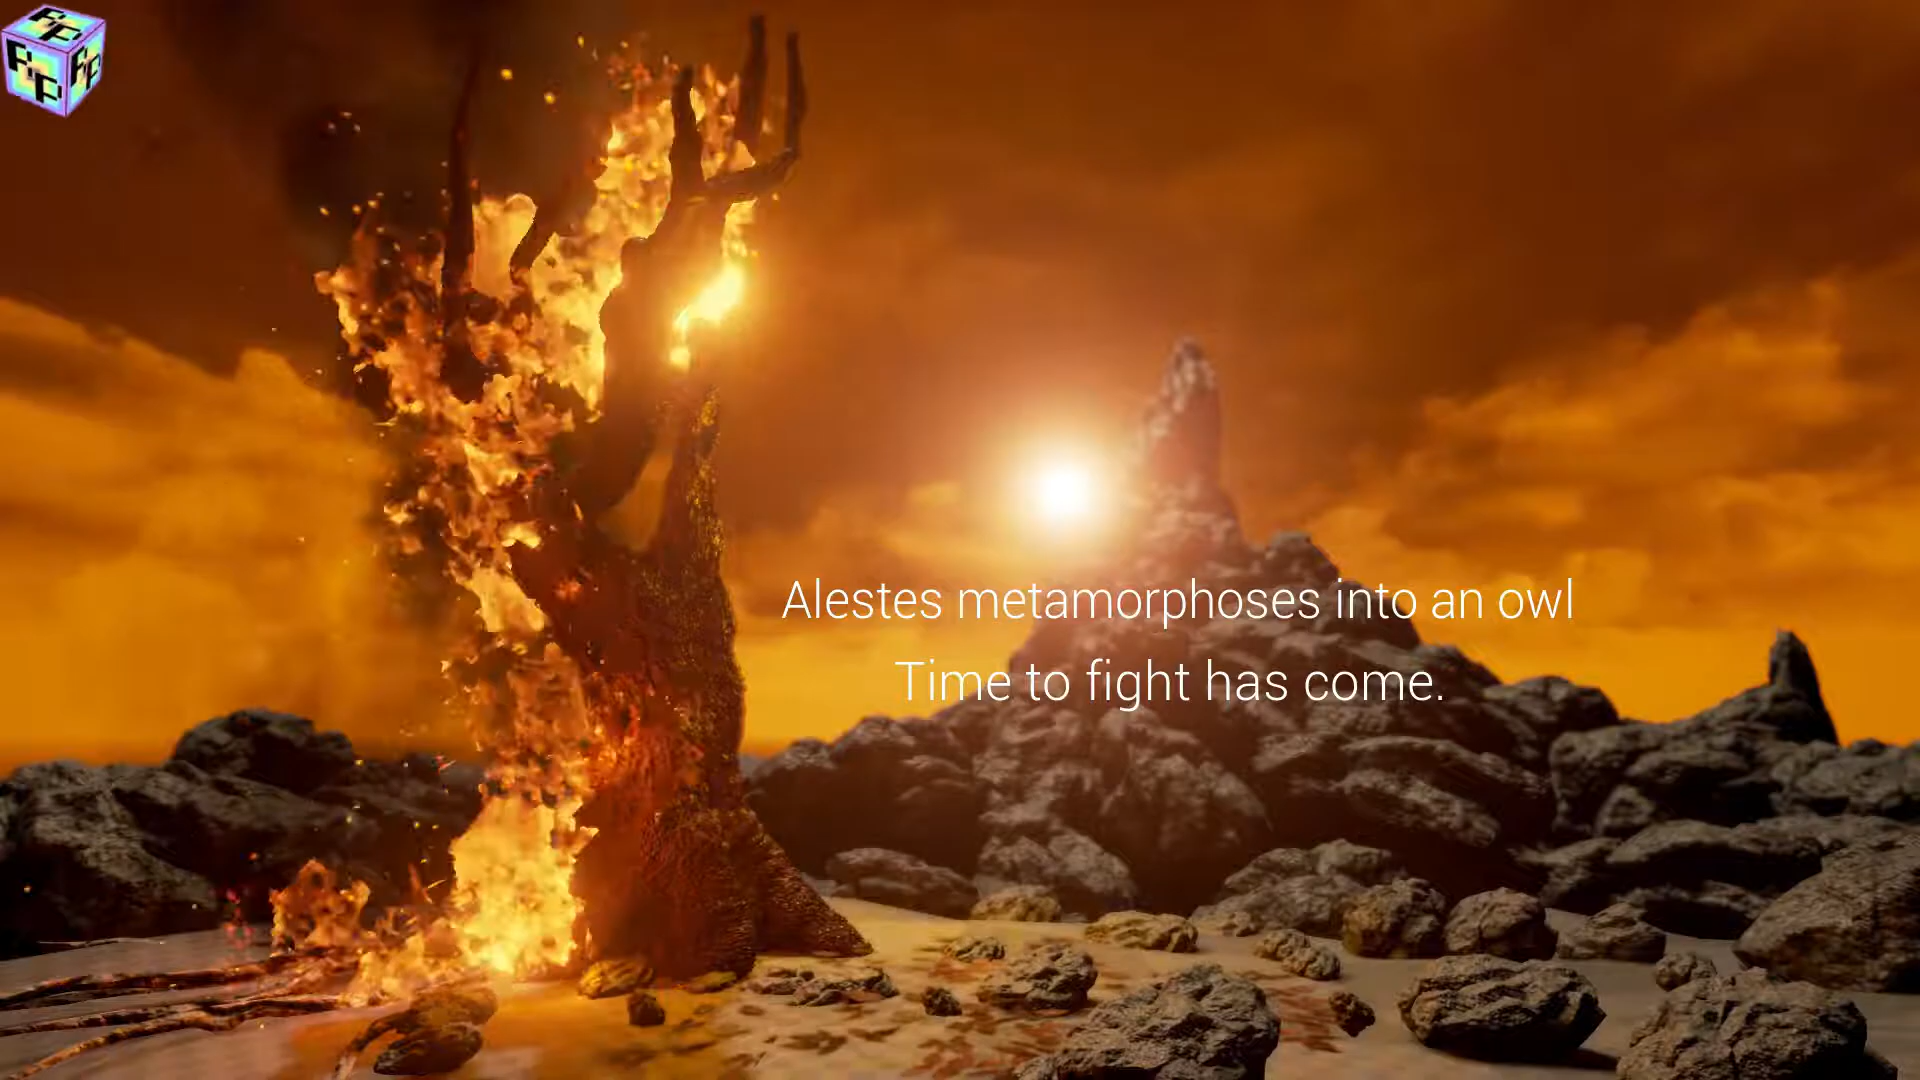 Alestes metamorphoses into an owl
Time to fight has come.